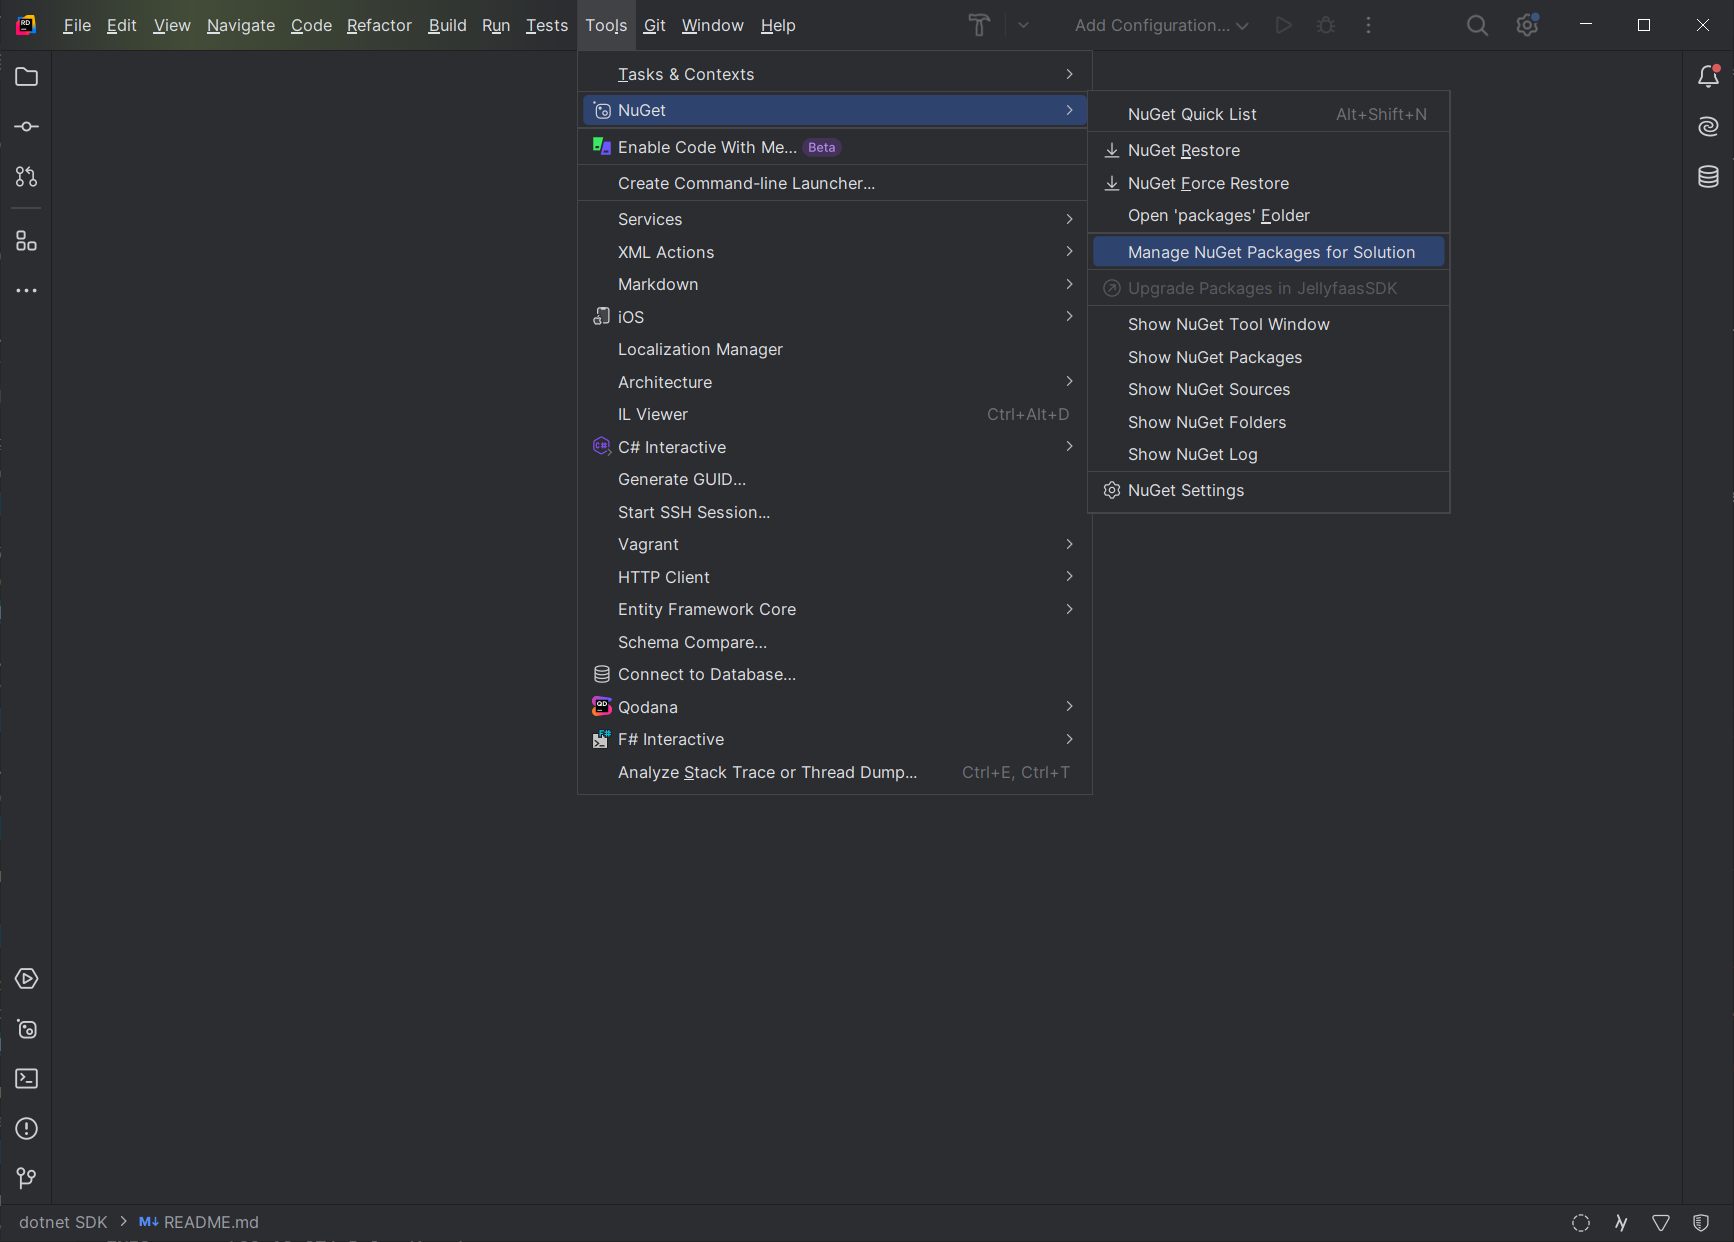 File Edit View Navigate Code Refactor Build Run Tests Tools Git Window Help Add Configuration...
Tasks & Contexts
NuGet
Enable Code With Me... Beta
Create Command-line Launcher...
Services
XML Actions
Markdown
iOS
Localization Manager
Architecture
IL Viewer Ctrl+Alt+D
C# Interactive
Generate GUID...
Start SSH Session...
Vagrant
HTTP Client
Entity Framework Core
Schema Compare...
Connect to Database...
Qodana
F# Interactive
Analyze Stack Trace or Thread Dump... Ctrl+E, Ctrl+T
NuGet Quick List Alt+Shift+N
NuGet Restore
NuGet Force Restore
Open 'packages' Folder
Manage NuGet Packages for Solution
Upgrade Packages in JellyfaasSDK
Show NuGet Tool Window
Show NuGet Packages
Show NuGet Sources
Show NuGet Folders
Show NuGet Log
NuGet Settings
dotnet SDK > M↓ README.md